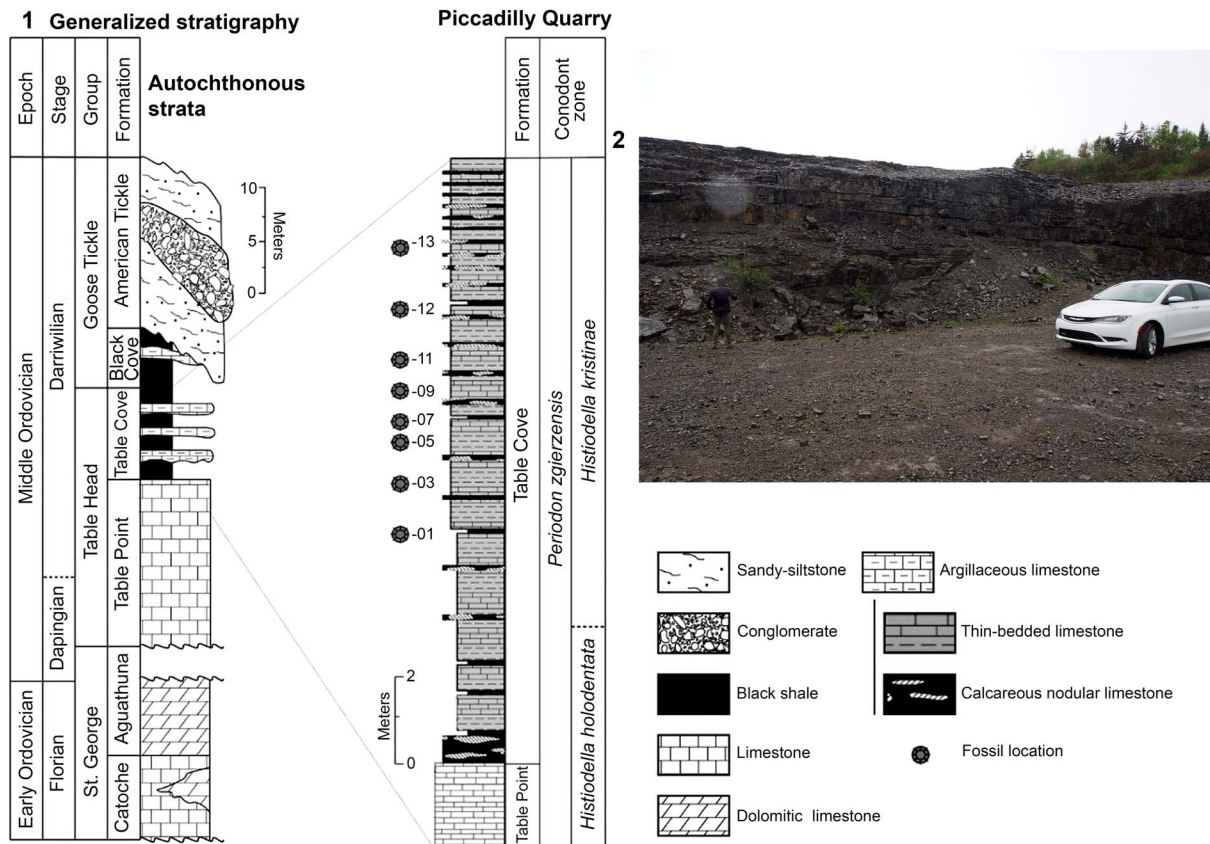 1 Generalized stratigraphy
Piccadilly Quarry
Epoch
Stage
Group
Formation
Autochthonous
strata
Formation
Conodont
zone
2
Middle Ordovician
Early Ordovician
Darriwilian
Dapingian
Florian
Goose Tickle
Table Head
St. George
American Tickle
Black
Cove
Table Cove
Table Point
Aguathuna
Catoche
10
5
0
Meters
-13
-12
-11
-09
-07
-05
-03
-01
2
0
Meters
Table Cove
Table Point
Periodon zgierzensis
Histiodella kristinae
Histiodella holodentata
Sandy-siltstone
Argillaceous limestone
Conglomerate
Thin-bedded limestone
Black shale
Calcareous nodular limestone
Limestone
Fossil location
Dolomitic limestone